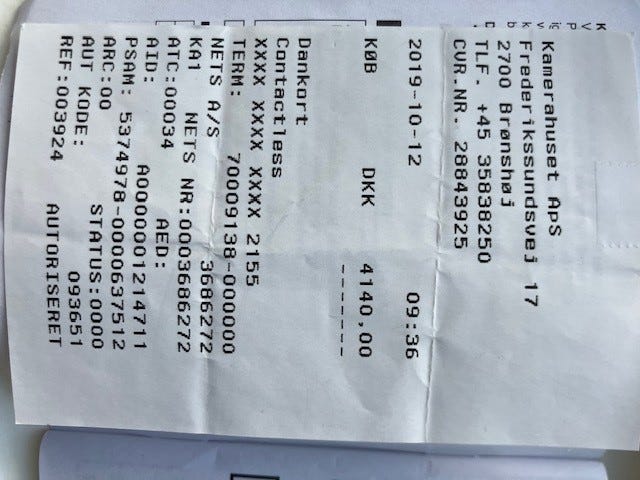 Kamerahuset ApS
Frederikssundsvej 17
2700 Brønshøj
TLF. +45 35838250
CVR.NR. 28843925
2019-10-12 09:36
KØB DKK 4140,00
-------
Dankort
Contactless
XXXX XXXX XXXX 2155
TERM: 70009138-000000
NETS A/S 3686272
KA1 NETS NR:0003686272
ATC:00034 AED:
AID: A0000001214711
PSAM: 5374978-0000637512
ARC:00 STATUS:0000
AUT KODE: 093651
REF:003924 AUTORISERET